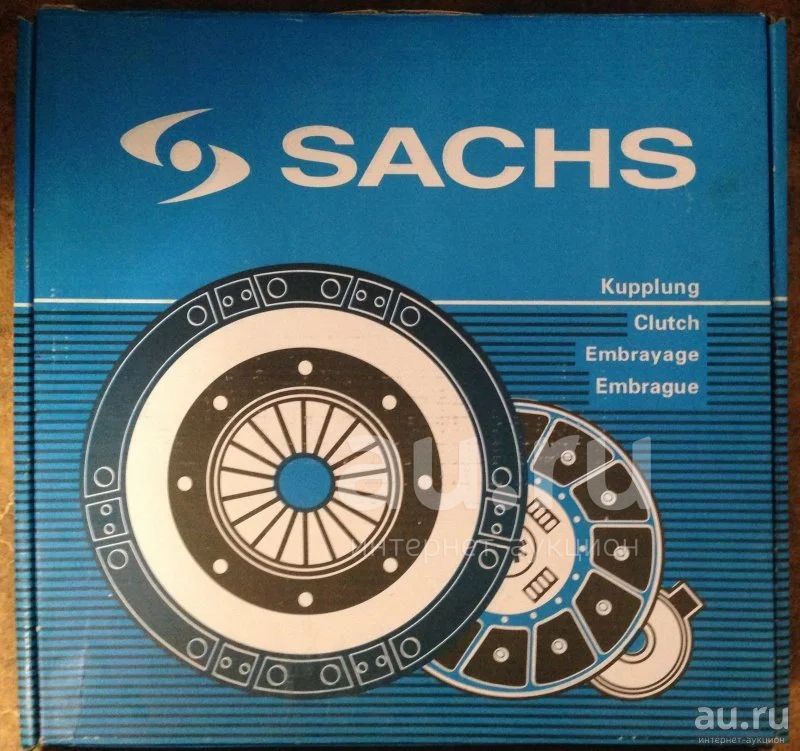 SACHS
Kupplung
Clutch
Embrayage
Embrague
au.ru
интернет-аукцион
au.ru
интернет-аукцион